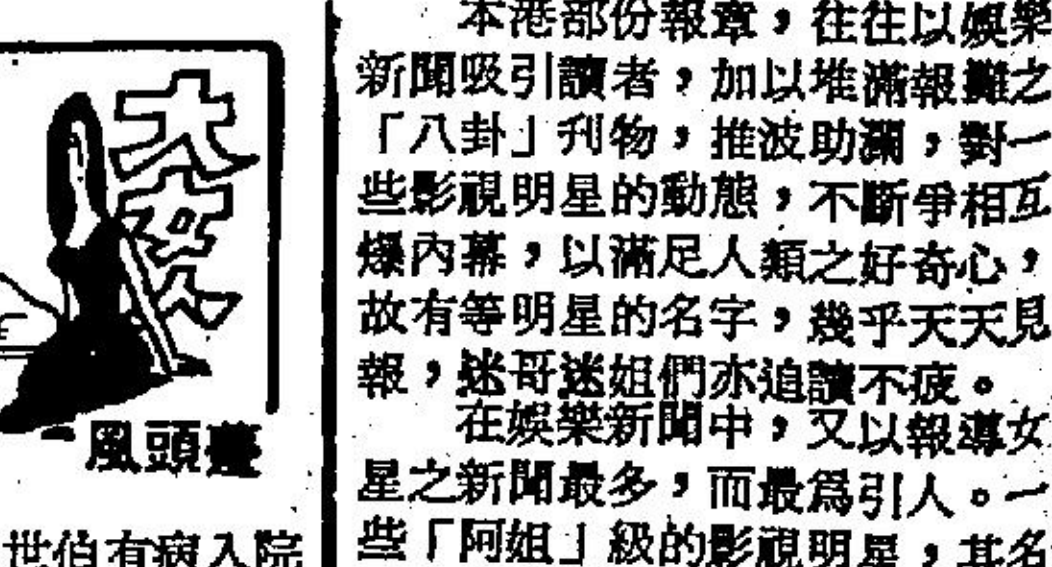 大女人
風頭躉
世伯有病入院
本港部份報章，往往以娛樂
新聞吸引讀者，加以堆滿報攤之
「八卦」刋物，推波助瀾，對一
些影視明星的動態，不斷爭相互
爆內幕，以滿足人類之好奇心，
故有等明星的名字，幾乎天天見
報，迷哥迷姐們亦追讀不疲。
在娛樂新聞中，又以報導女
星之新聞最多，而最爲引人。一
些「阿姐」級的影視明星，其名